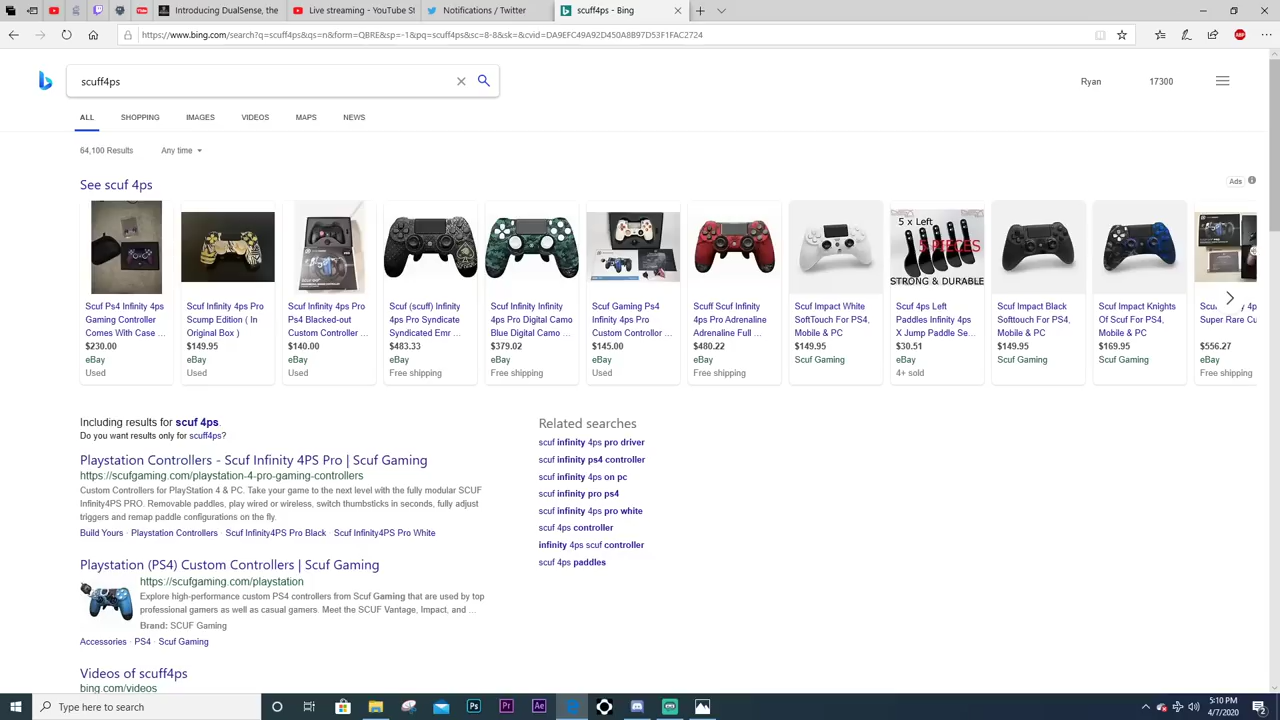 Introducing DualSense, the
Live streaming - YouTube St
Notifications / Twitter
scuff4ps - Bing
https://www.bing.com/search?q=scuff4ps&qs=n&form=QBRE&sp=-1&pq=scuff4ps&sc=8-8&sk=&cvid=DA9EFC49A92D450A8B97D53F1FAC2724
scuff4ps
Ryan
17300
ALL SHOPPING IMAGES VIDEOS MAPS NEWS
64,100 Results Any time
See scuf 4ps
Ads
5 x Left
5 PIECES
STRONG & DURABLE
Scuf Ps4 Infinity 4ps
Gaming Controller
Comes With Case ...
$230.00
eBay
Used
Scuf Infinity 4ps Pro
Scump Edition ( In
Original Box )
$149.95
eBay
Used
Scuf Infinity 4ps Pro
Ps4 Blacked-out
Custom Controller ...
$140.00
eBay
Used
Scuf (scuff) Infinity
4ps Pro Syndicate
Syndicated Emr ...
$483.33
eBay
Free shipping
Scuf Infinity Infinity
4ps Pro Digital Camo
Blue Digital Camo ...
$379.02
eBay
Free shipping
Scuf Gaming Ps4
Infinity 4ps Pro
Custom Controllor ...
$145.00
eBay
Used
Scuff Scuf Infinity
4ps Pro Adrenaline
Adrenaline Full ...
$480.22
eBay
Free shipping
Scuf Impact White
SoftTouch For PS4,
Mobile & PC
$149.95
Scuf Gaming
Scuf 4ps Left
Paddles Infinity 4ps
X Jump Paddle Se...
$30.51
eBay
4+ sold
Scuf Impact Black
Softtouch For PS4,
Mobile & PC
$149.95
Scuf Gaming
Scuf Impact Knights
Of Scuf For PS4,
Mobile & PC
$169.95
Scuf Gaming
Super Rare Cu
$556.27
eBay
Free shipping
Including results for scuf 4ps.
Do you want results only for scuff4ps?
Playstation Controllers - Scuf Infinity 4PS Pro | Scuf Gaming
https://scufgaming.com/playstation-4-pro-gaming-controllers
Custom Controllers for PlayStation 4 & PC. Take your game to the next level with the fully modular SCUF
Infinity4PS PRO. Removable paddles, play wired or wireless, switch thumbsticks in seconds, fully adjust
triggers and remap paddle configurations on the fly.
Build Yours · Playstation Controllers · Scuf Infinity4PS Pro Black · Scuf Infinity4PS Pro White
Playstation (PS4) Custom Controllers | Scuf Gaming
https://scufgaming.com/playstation
Explore high-performance custom PS4 controllers from Scuf Gaming that are used by top
professional gamers as well as casual gamers. Meet the SCUF Vantage, Impact, and ...
Brand: SCUF Gaming
Accessories · PS4 · Scuf Gaming
Videos of scuff4ps
bing.com/videos
Related searches
scuf infinity 4ps pro driver
scuf infinity ps4 controller
scuf infinity 4ps on pc
scuf infinity pro ps4
scuf infinity 4ps pro white
scuf 4ps controller
infinity 4ps scuf controller
scuf 4ps paddles
Type here to search
Ps
Pr
Ae
5:10 PM
4/7/2020